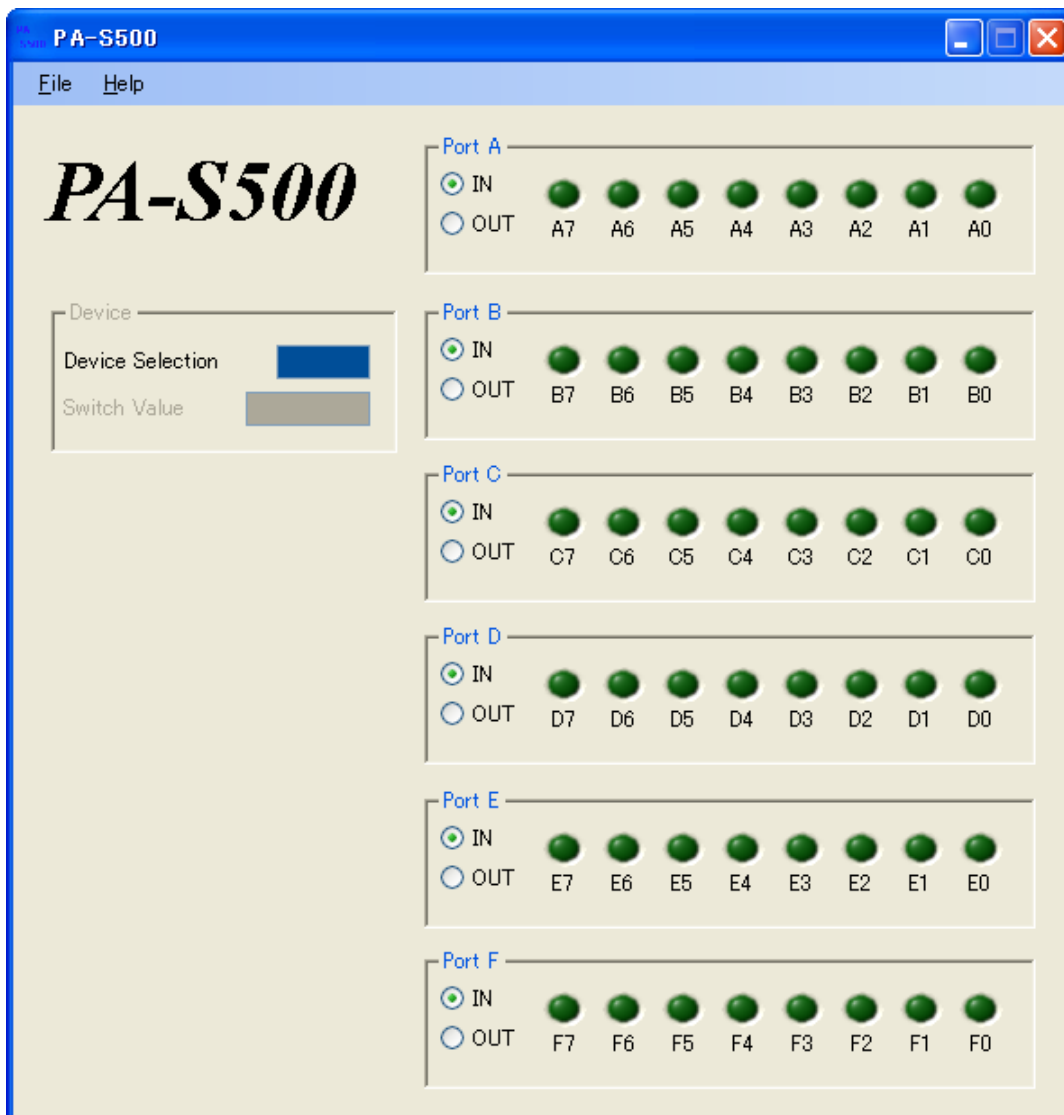 PA-S500
File Help
PA-S500
Device
Device Selection
Switch Value
Port A
IN
OUT
A7 A6 A5 A4 A3 A2 A1 A0
Port B
IN
OUT
B7 B6 B5 B4 B3 B2 B1 B0
Port C
IN
OUT
C7 C6 C5 C4 C3 C2 C1 C0
Port D
IN
OUT
D7 D6 D5 D4 D3 D2 D1 D0
Port E
IN
OUT
E7 E6 E5 E4 E3 E2 E1 E0
Port F
IN
OUT
F7 F6 F5 F4 F3 F2 F1 F0